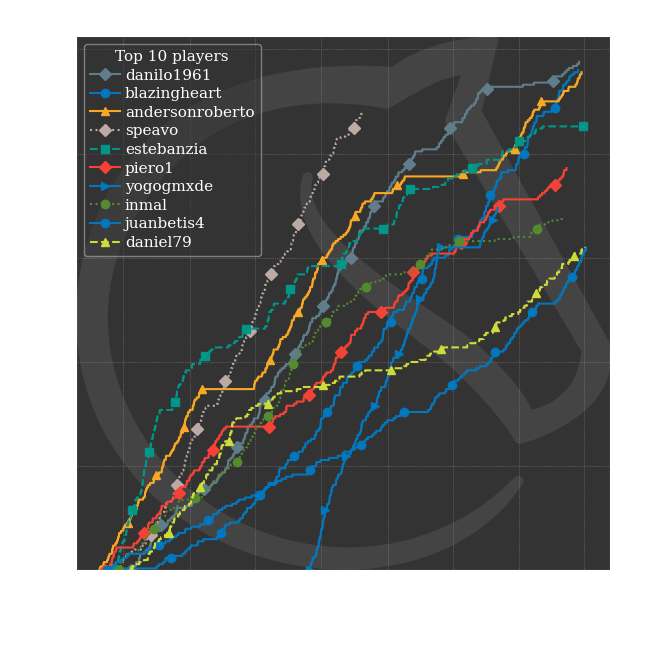 Top 10 players
danilo1961
blazingheart
andersonroberto
speavo
estebanzia
piero1
yogogmxde
inmal
juanbetis4
daniel79